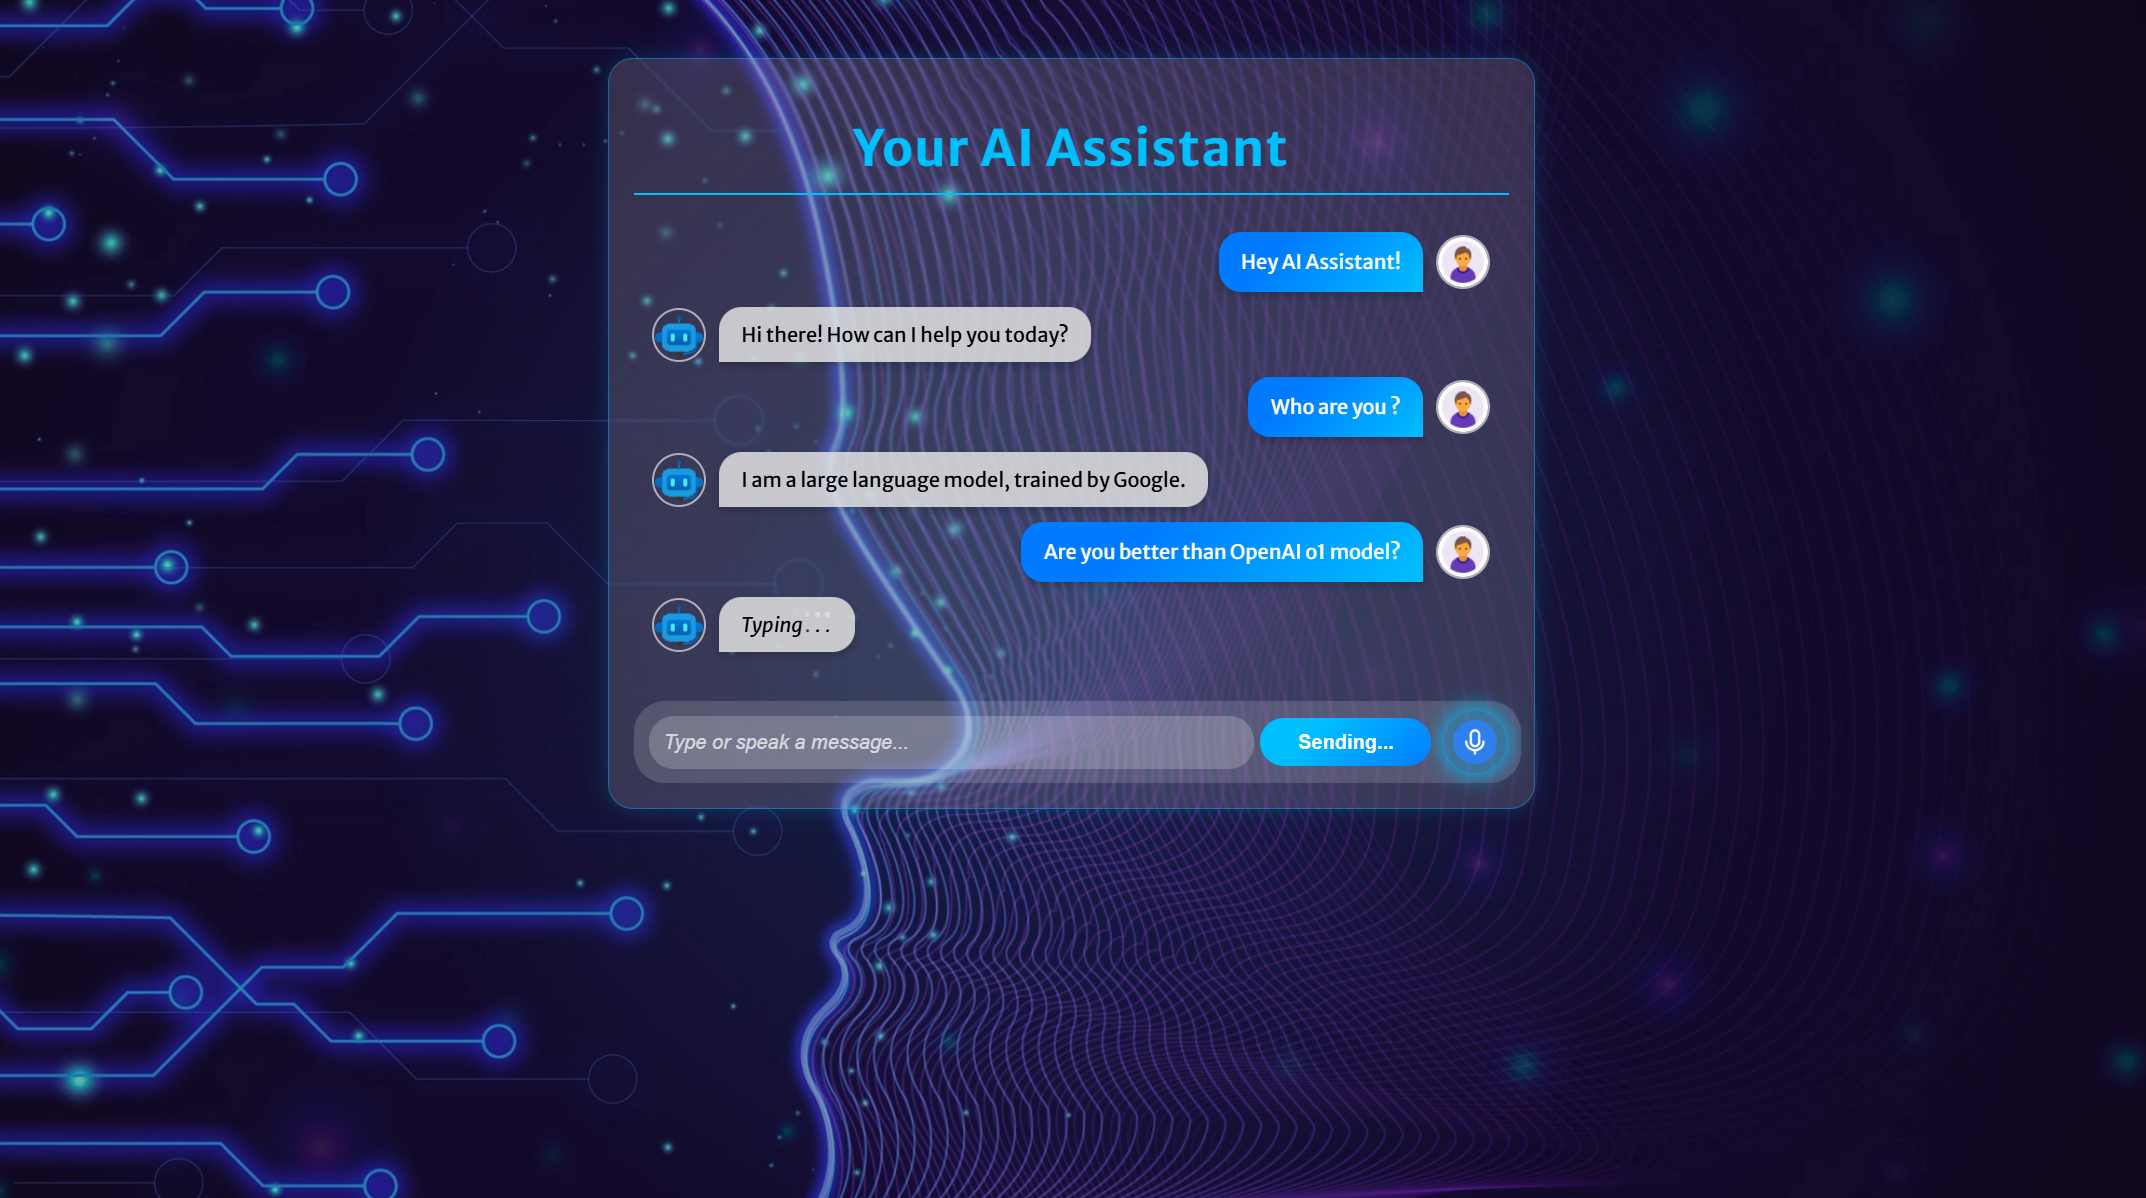 Your AI Assistant
Hey AI Assistant!
Hi there! How can I help you today?
Who are you ?
I am a large language model, trained by Google.
Are you better than OpenAI o1 model?
Typing . . .
Type or speak a message...
Sending...